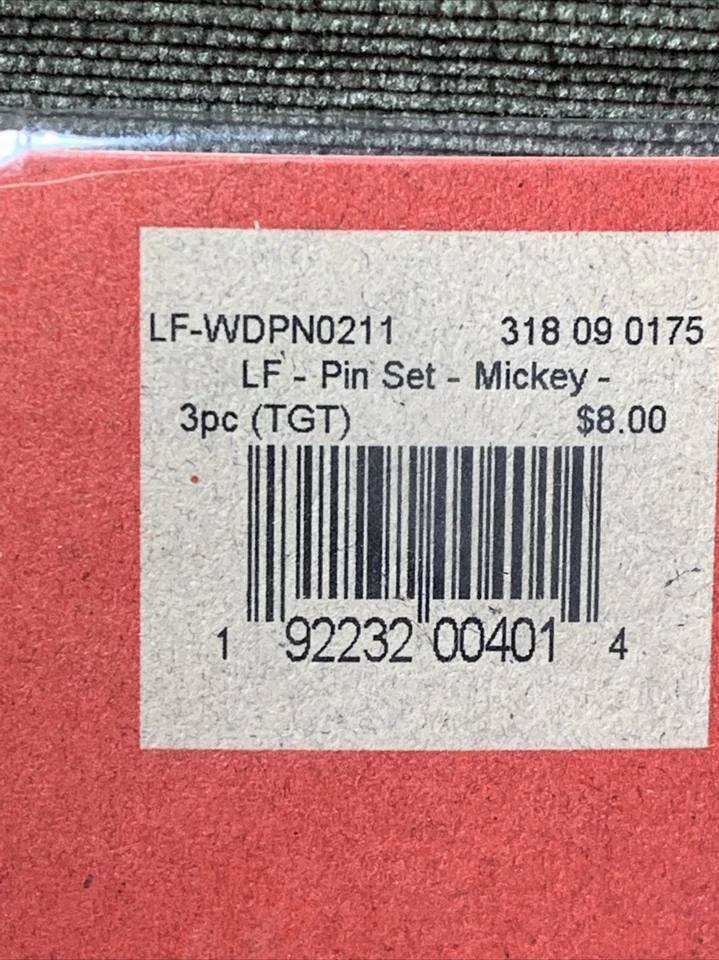 LF-WDPN0211 318 09 0175
LF - Pin Set - Mickey -
3pc (TGT) $8.00
1 92232 00401 4